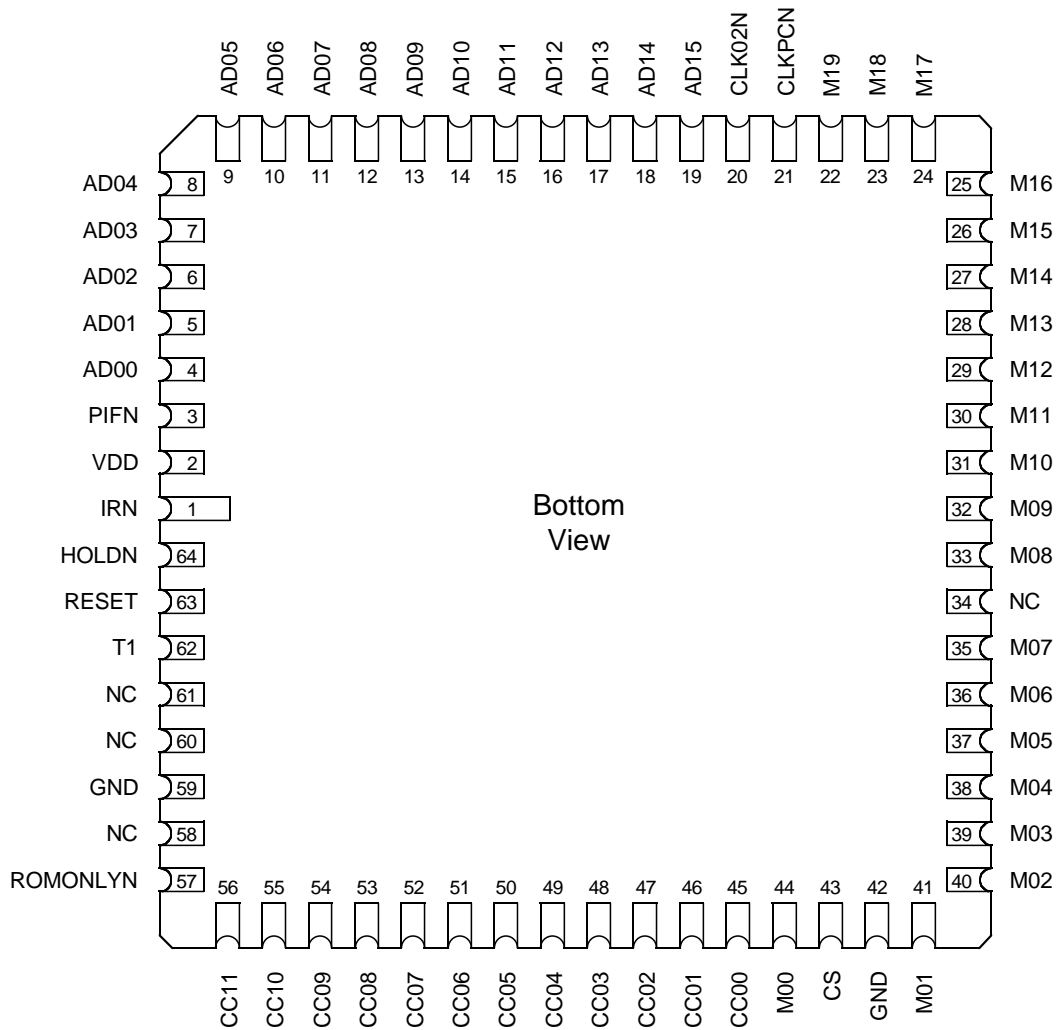 AD05 AD06 AD07 AD08 AD09 AD10 AD11 AD12 AD13 AD14 AD15 CLK02N CLKPCN M19 M18 M17
9 10 11 12 13 14 15 16 17 18 19 20 21 22 23 24
AD04 8 25 M16
AD03 7 26 M15
AD02 6 27 M14
AD01 5 28 M13
AD00 4 29 M12
PIFN 3 30 M11
VDD 2 31 M10
IRN 1 32 M09
Bottom
View
HOLDN 64 33 M08
RESET 63 34 NC
T1 62 35 M07
NC 61 36 M06
NC 60 37 M05
GND 59 38 M04
NC 58 39 M03
ROMONLYN 57 40 M02
56 55 54 53 52 51 50 49 48 47 46 45 44 43 42 41
CC11 CC10 CC09 CC08 CC07 CC06 CC05 CC04 CC03 CC02 CC01 CC00 M00 CS GND M01